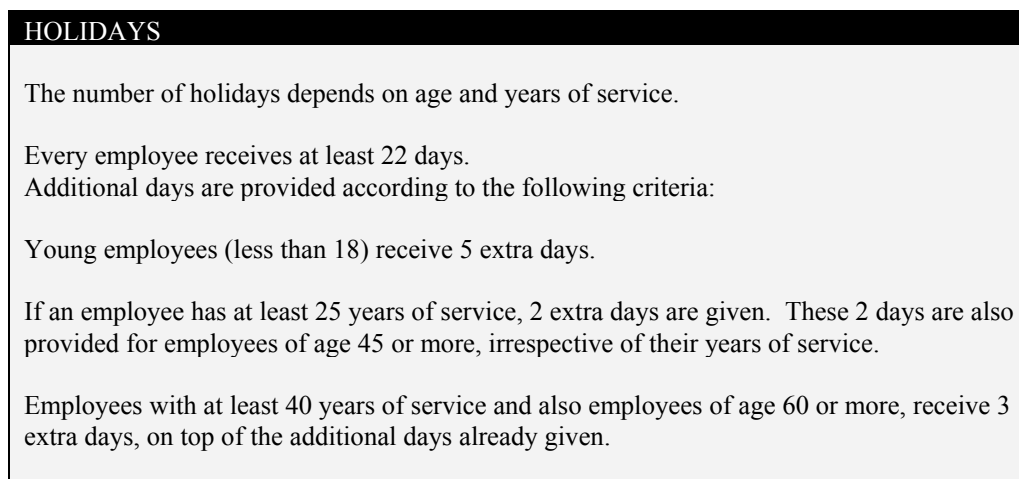 HOLIDAYS
The number of holidays depends on age and years of service.
Every employee receives at least 22 days.
Additional days are provided according to the following criteria:
Young employees (less than 18) receive 5 extra days.
If an employee has at least 25 years of service, 2 extra days are given.  These 2 days are also
provided for employees of age 45 or more, irrespective of their years of service.
Employees with at least 40 years of service and also employees of age 60 or more, receive 3
extra days, on top of the additional days already given.